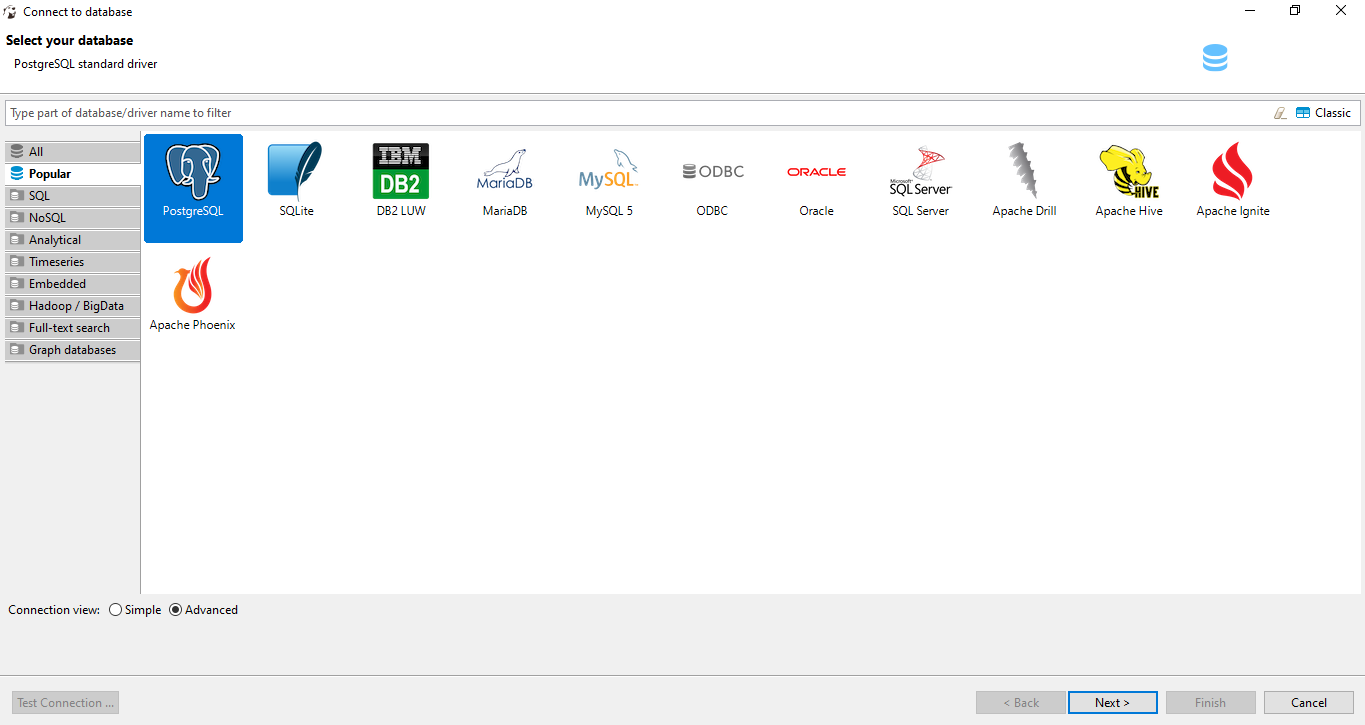 Connect to database
Select your database
PostgreSQL standard driver
Type part of database/driver name to filter
Classic
All
Popular
SQL
NoSQL
Analytical
Timeseries
Embedded
Hadoop / BigData
Full-text search
Graph databases
PostgreSQL
SQLite
IBM
DB2
DB2 LUW
MariaDB
MariaDB
MySQL
MySQL 5
ODBC
ODBC
ORACLE
Oracle
Microsoft
SQL Server
SQL Server
Apache Drill
HIVE
Apache Hive
Apache Ignite
Apache Phoenix
Connection view: Simple Advanced
Test Connection ...
< Back
Next >
Finish
Cancel